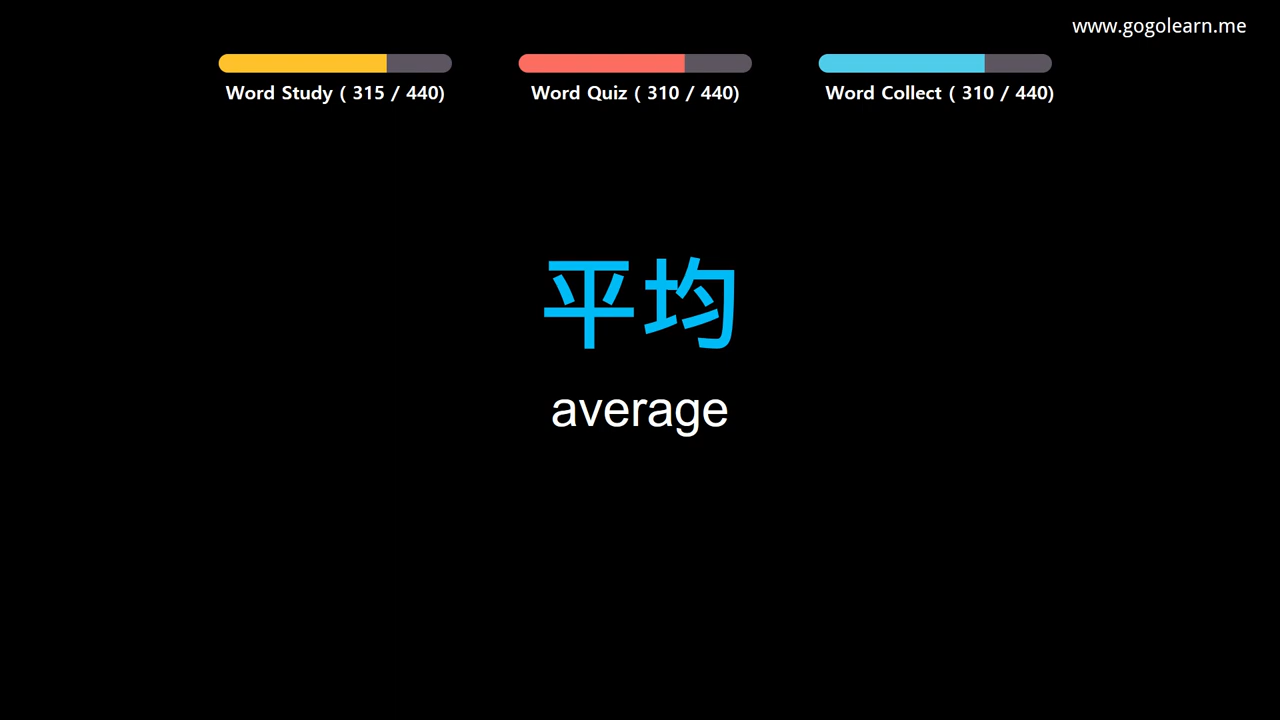 www.gogolearn.me
Word Study ( 315 / 440)
Word Quiz ( 310 / 440)
Word Collect ( 310 / 440)
平均
average